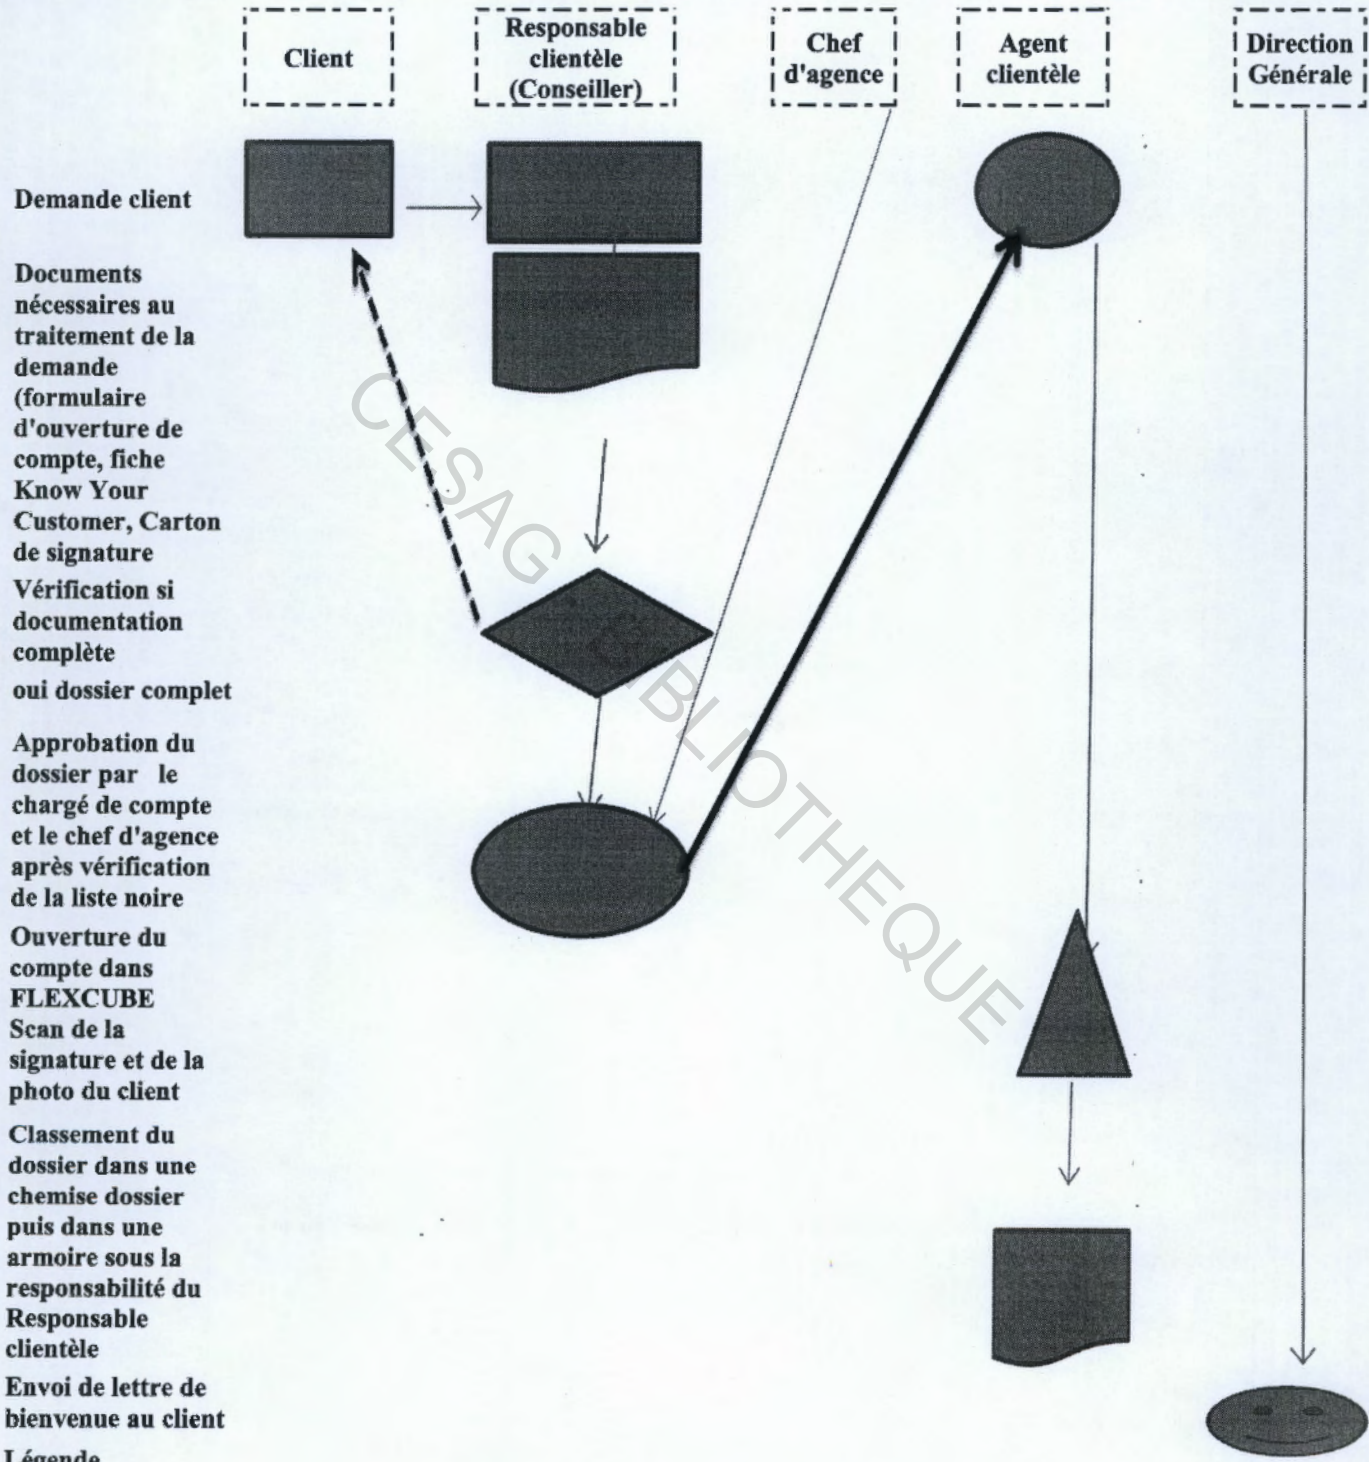 Client
Responsable
clientèle
(Conseiller)
Chef
d'agence
Agent
clientèle
Direction
Générale
Demande client
Documents
nécessaires au
traitement de la
demande
(formulaire
d'ouverture de
compte, fiche
Know Your
Customer, Carton
de signature
Vérification si
documentation
complète
oui dossier complet
Approbation du
dossier par le
chargé de compte
et le chef d'agence
après vérification
de la liste noire
Ouverture du
compte dans
FLEXCUBE
Scan de la
signature et de la
photo du client
Classement du
dossier dans une
chemise dossier
puis dans une
armoire sous la
responsabilité du
Responsable
clientèle
Envoi de lettre de
bienvenue au client
Légende
CESAG - BIBLIOTHEQUE